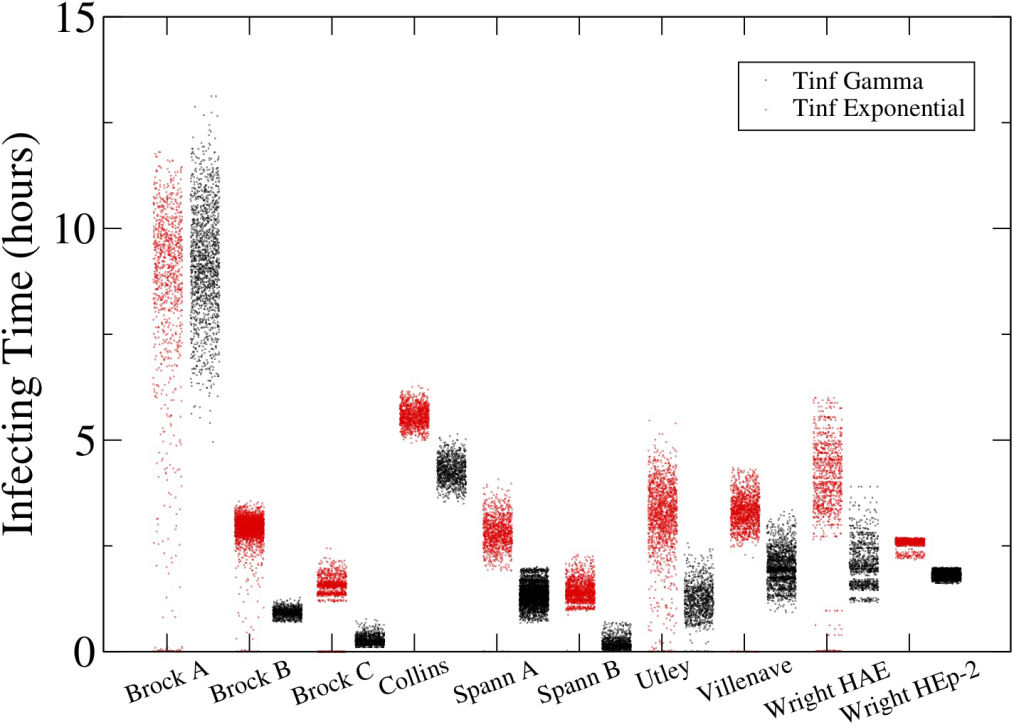 15
Tinf Gamma
Tinf Exponential
Infecting Time (hours)
10
5
0
Brock A
Brock B
Brock C
Collins
Spann A
Spann B
Utley
Villenave
Wright HAE
Wright HEp-2